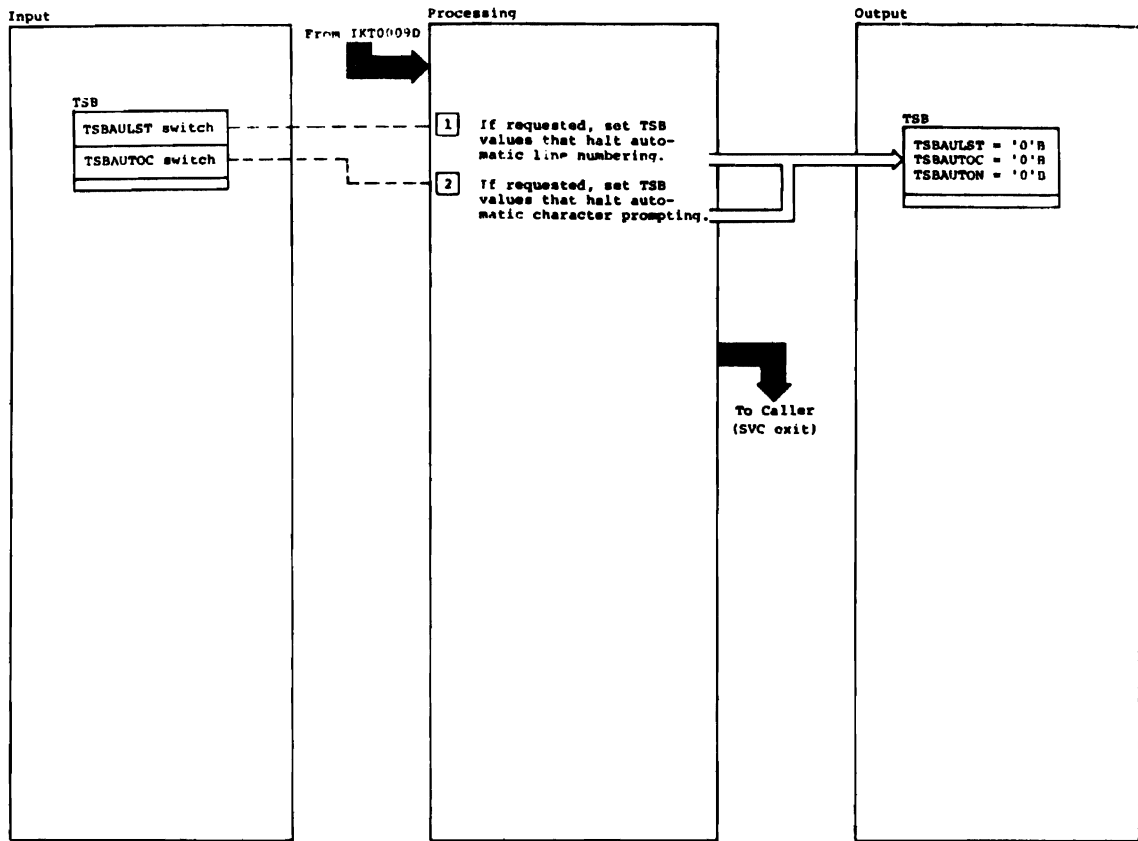 Input
Processing
Output
From IKT0009D
TSB
TSBAULST switch
TSBAUTOC switch
1 If requested, set TSB
values that halt auto-
matic line numbering.
2 If requested, set TSB
values that halt auto-
matic character prompting.
TSB
TSBAULST = '0'B
TSBAUTOC = '0'B
TSBAUTON = '0'B
To Caller
(SVC exit)